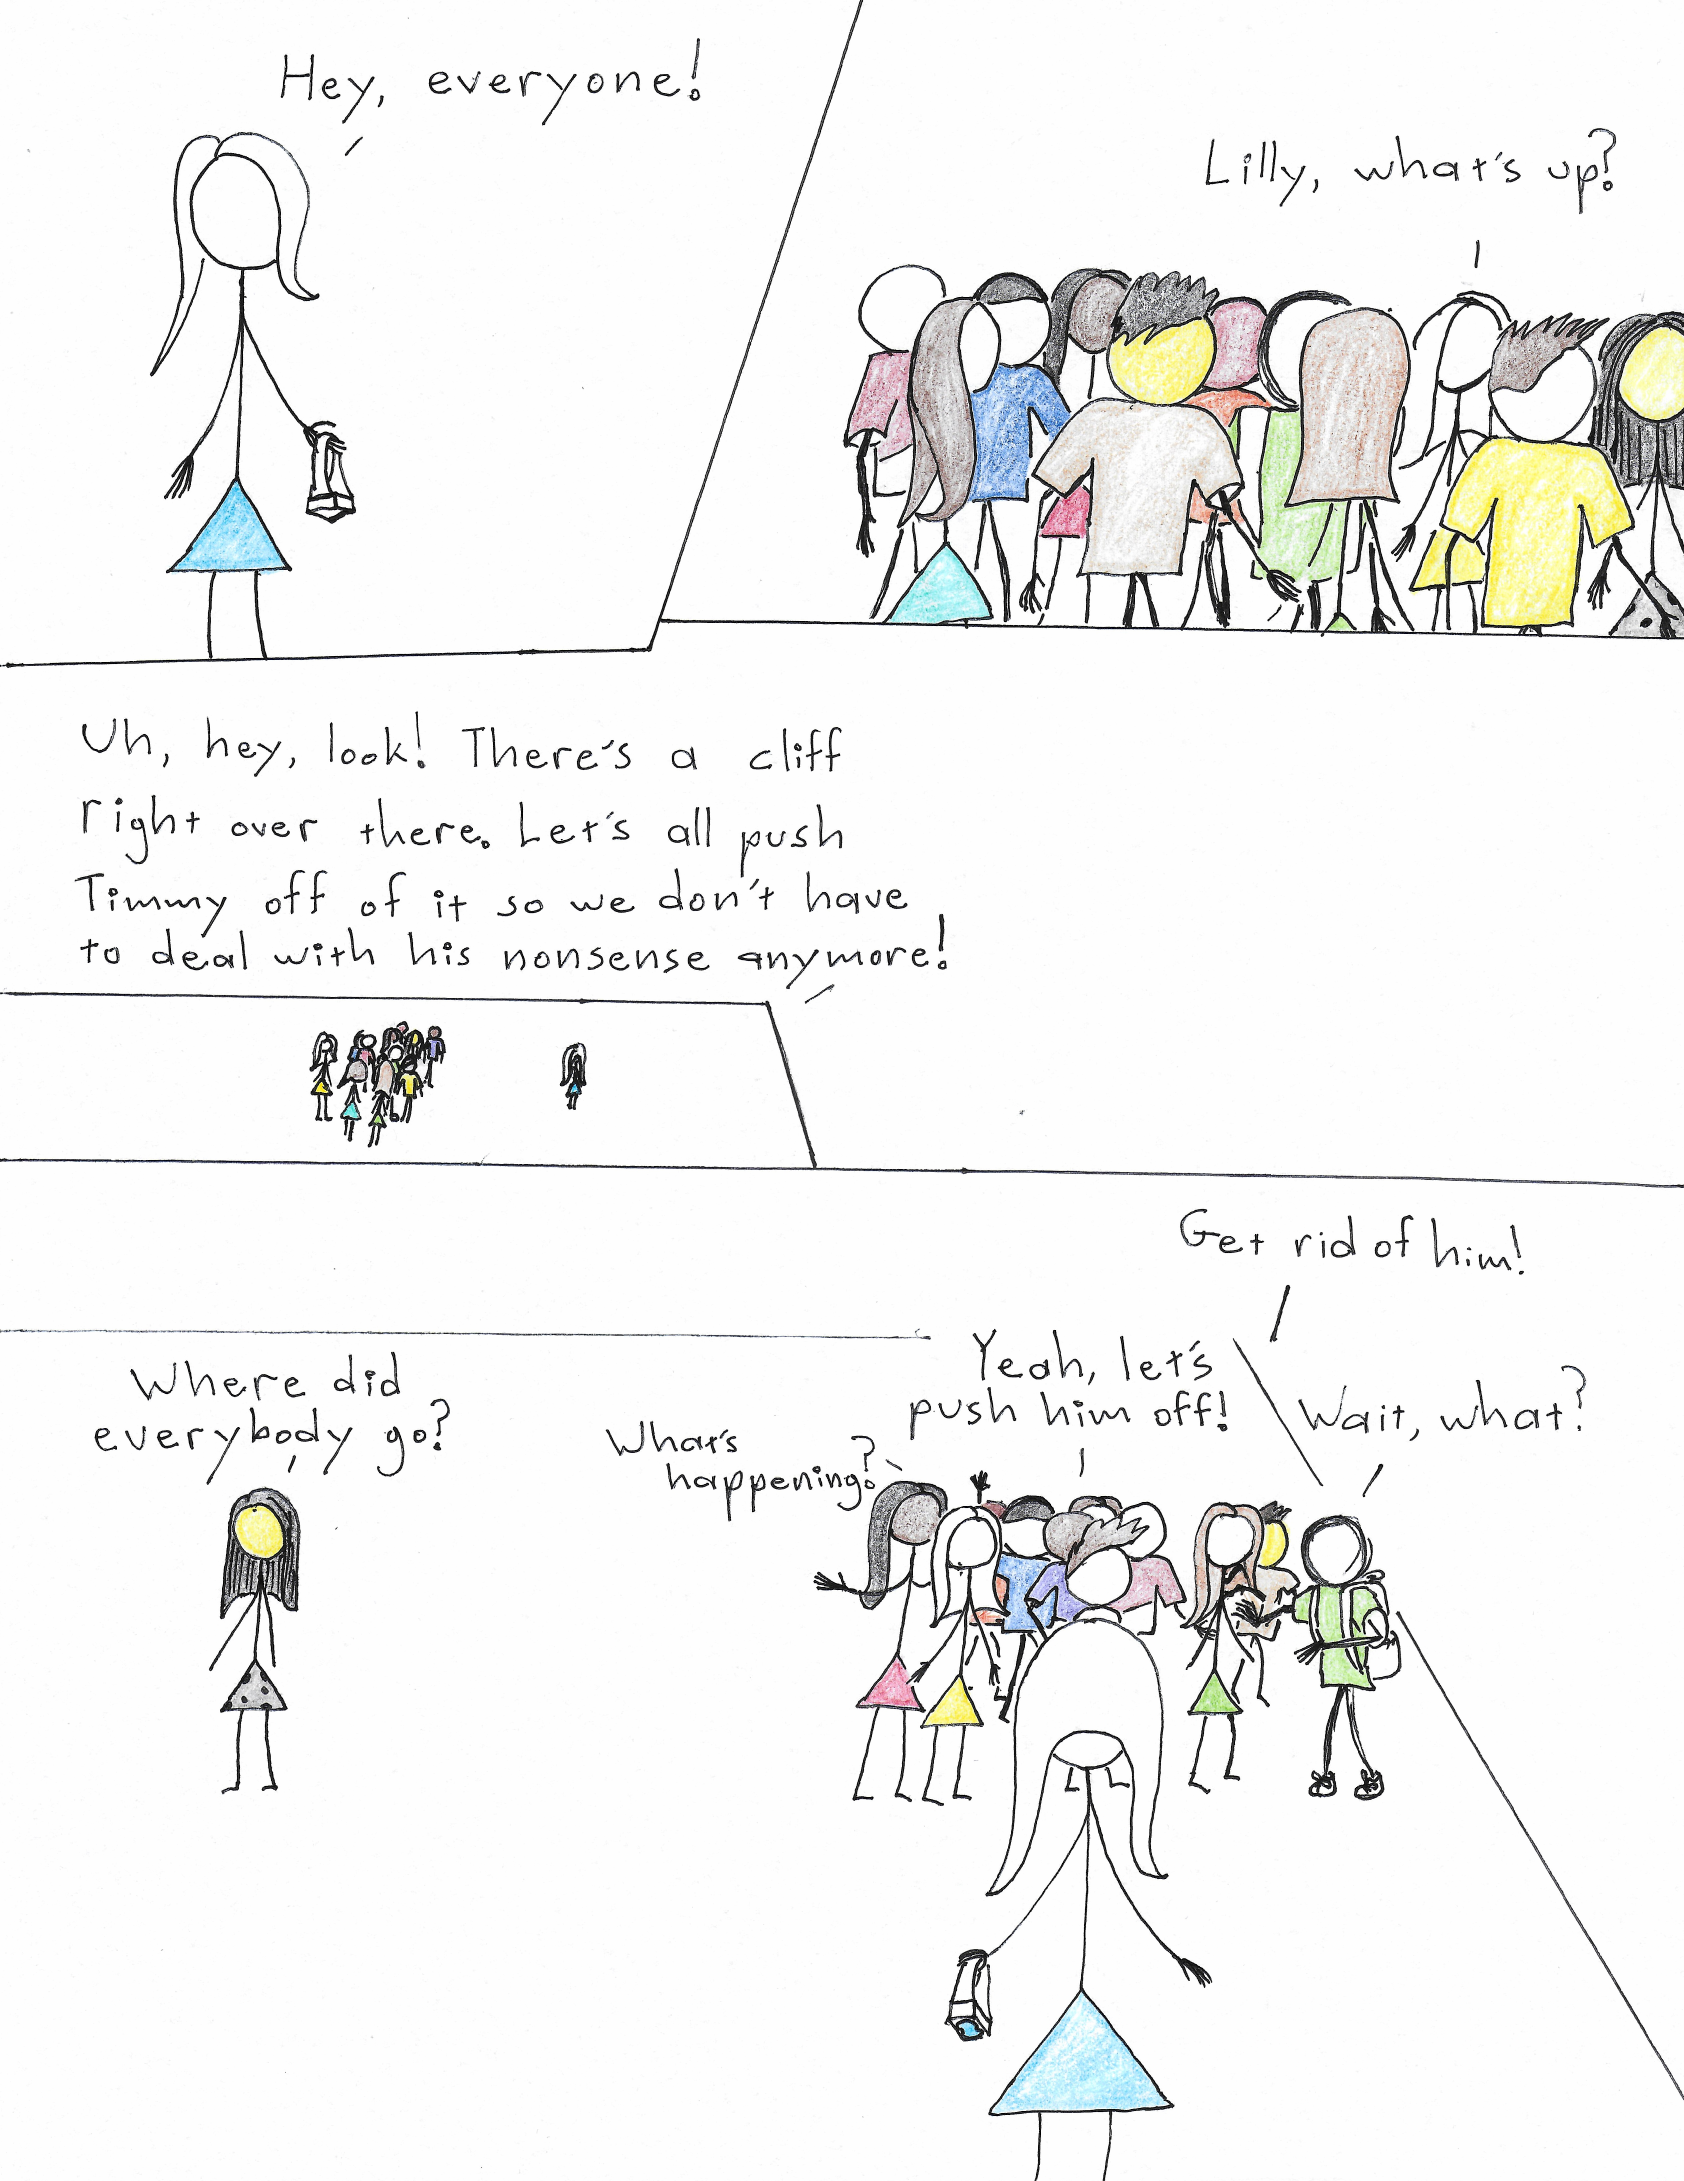 Hey, everyone!
Lilly, what's up?
Uh, hey, look! There's a cliff
right over there. Let's all push
Timmy off of it so we don't have
to deal with his nonsense anymore!
Where did
everybody go?
What's
happening?
Yeah, let's
push him off!
Get rid of him!
Wait, what?